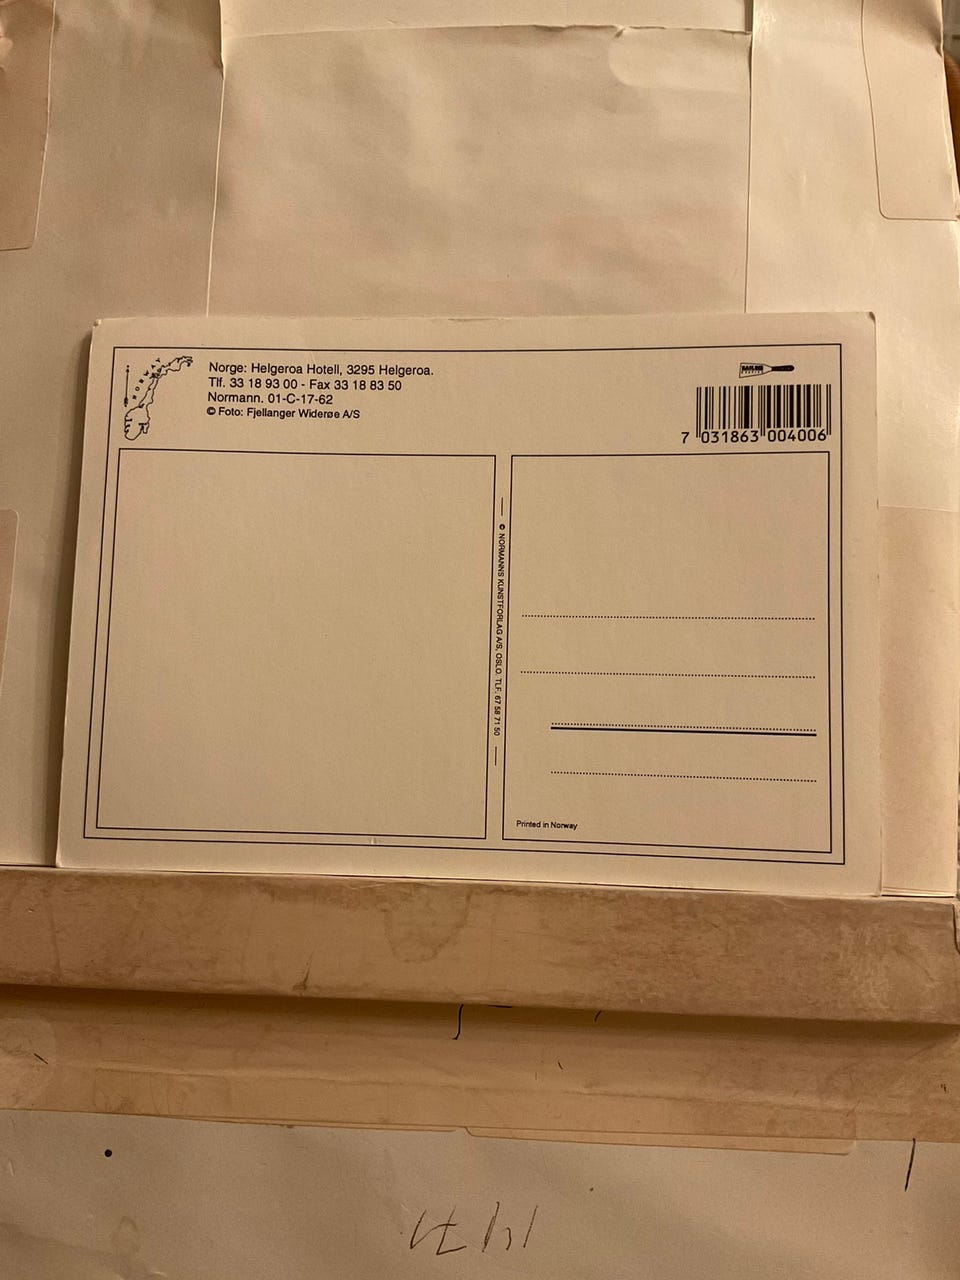 NORWAY
Norge: Helgeroa Hotell, 3295 Helgeroa.
Tlf. 33 18 93 00 - Fax 33 18 83 50
Normann. 01-C-17-62
© Foto: Fjellanger Widerøe A/S
7 031863 004006
© NORMANNS KUNSTFORLAG A/S, OSLO. TLF. 67 58 71 50
Printed in Norway